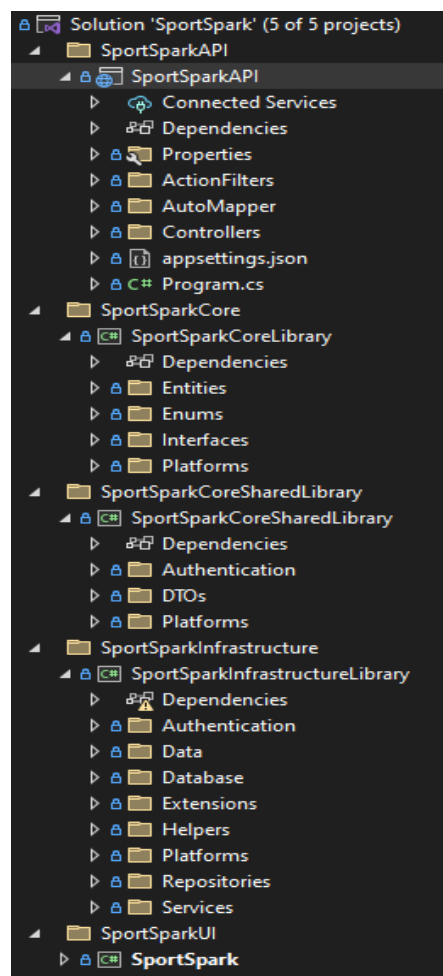 Solution 'SportSpark' (5 of 5 projects)
SportSparkAPI
SportSparkAPI
Connected Services
Dependencies
Properties
ActionFilters
AutoMapper
Controllers
appsettings.json
C# Program.cs
SportSparkCore
C# SportSparkCoreLibrary
Dependencies
Entities
Enums
Interfaces
Platforms
SportSparkCoreSharedLibrary
C# SportSparkCoreSharedLibrary
Dependencies
Authentication
DTOs
Platforms
SportSparkInfrastructure
C# SportSparkInfrastructureLibrary
Dependencies
Authentication
Data
Database
Extensions
Helpers
Platforms
Repositories
Services
SportSparkUI
C# SportSpark